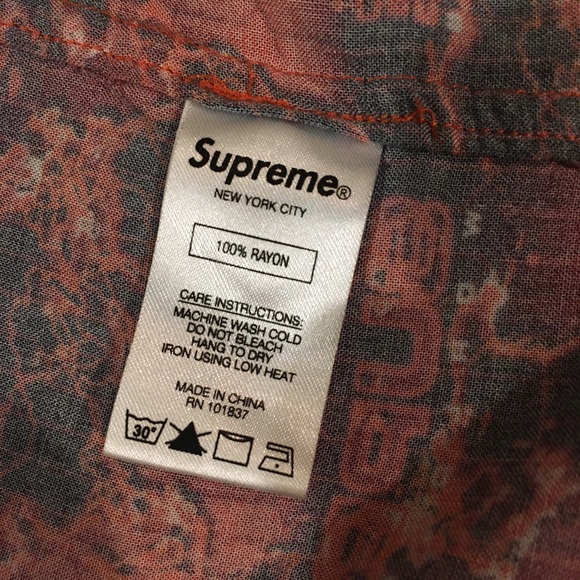 Supreme®
NEW YORK CITY
100% RAYON
CARE INSTRUCTIONS:
MACHINE WASH COLD
DO NOT BLEACH
HANG TO DRY
IRON USING LOW HEAT
MADE IN CHINA
RN 101837
30°